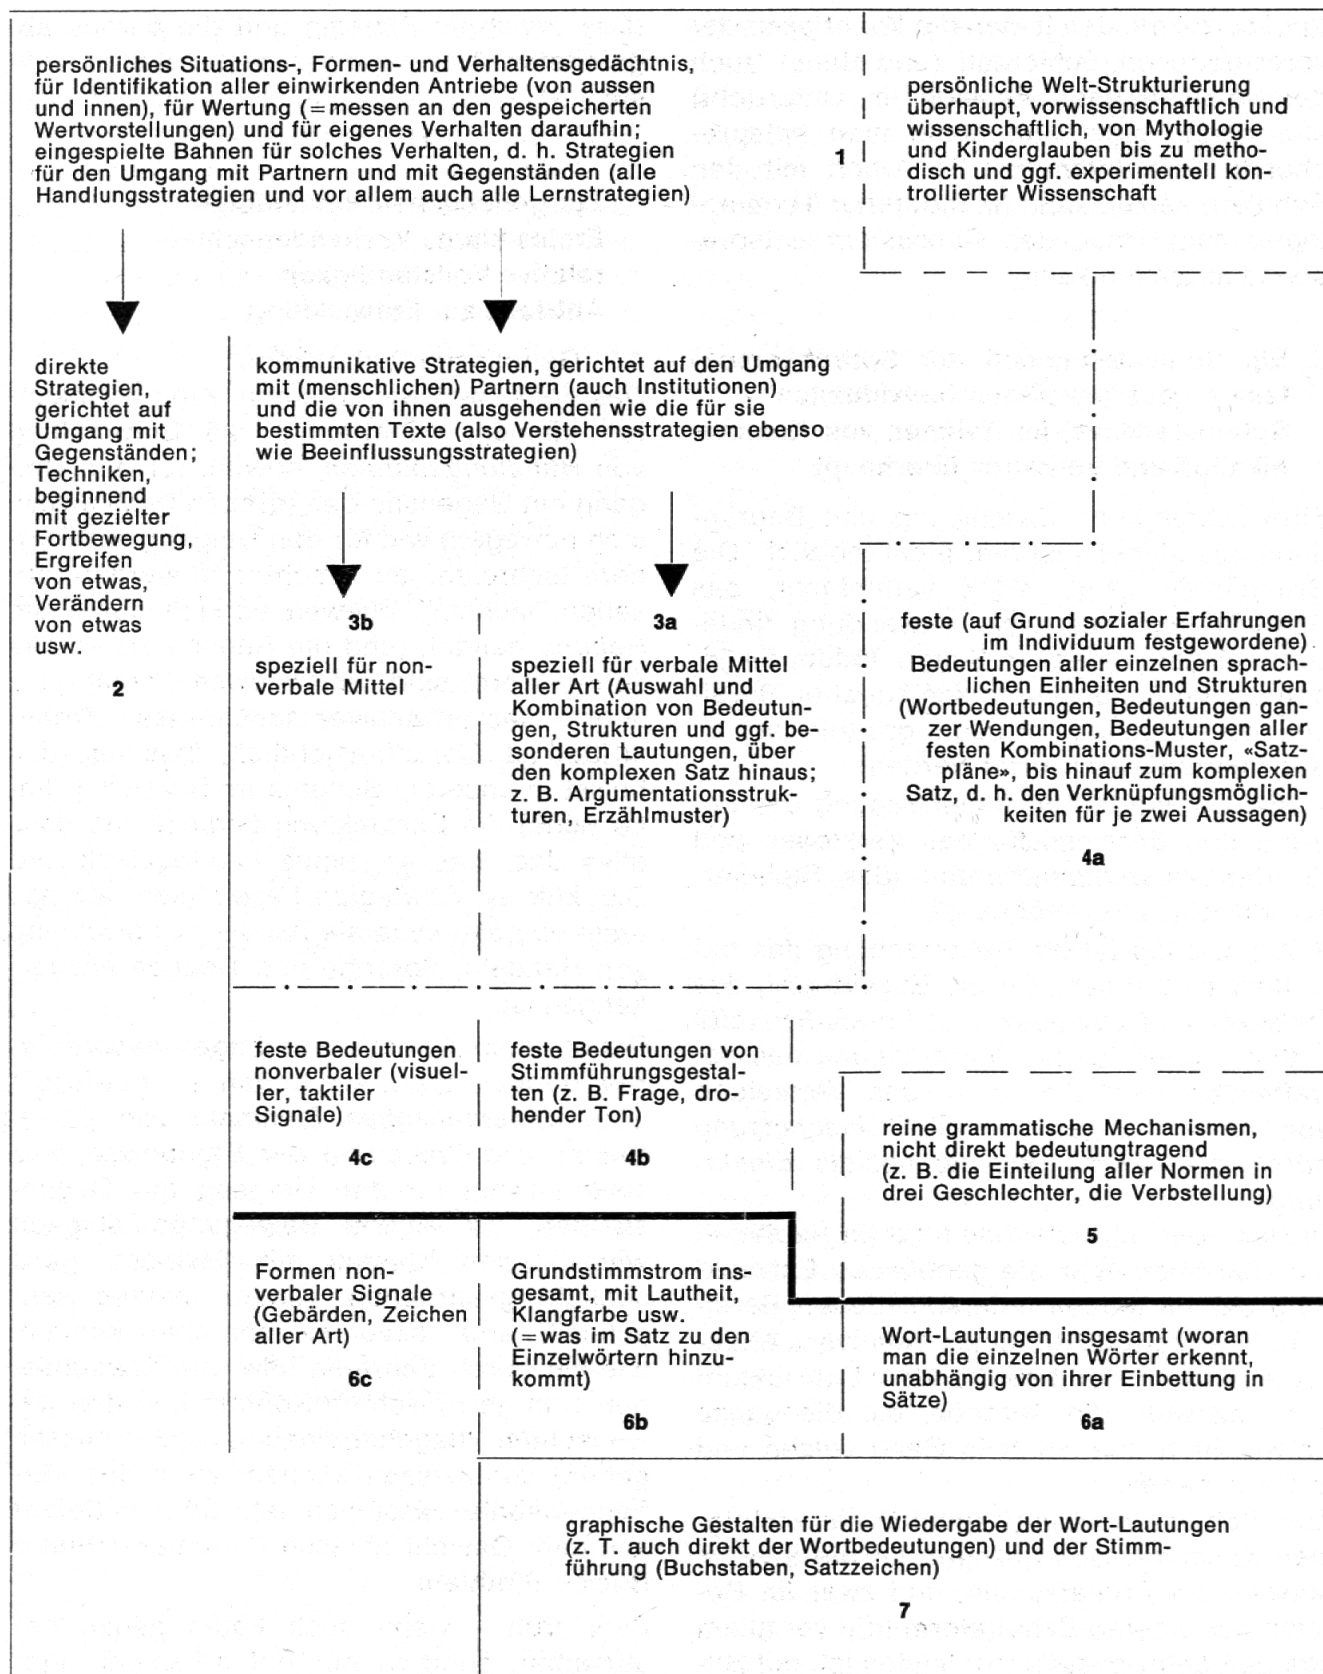 persönliches Situations-, Formen- und Verhaltensgedächtnis,
für Identifikation aller einwirkenden Antriebe (von aussen
und innen), für Wertung (=messen an den gespeicherten
Wertvorstellungen) und für eigenes Verhalten daraufhin;
eingespielte Bahnen für solches Verhalten, d. h. Strategien
für den Umgang mit Partnern und mit Gegenständen (alle
Handlungsstrategien und vor allem auch alle Lernstrategien)
1
persönliche Welt-Strukturierung
überhaupt, vorwissenschaftlich und
wissenschaftlich, von Mythologie
und Kinderglauben bis zu metho-
disch und ggf. experimentell kon-
trollierter Wissenschaft
direkte
Strategien,
gerichtet auf
Umgang mit
Gegenständen;
Techniken,
beginnend
mit gezielter
Fortbewegung,
Ergreifen
von etwas,
Verändern
von etwas
usw.
2
kommunikative Strategien, gerichtet auf den Umgang
mit (menschlichen) Partnern (auch Institutionen)
und die von ihnen ausgehenden wie die für sie
bestimmten Texte (also Verstehensstrategien ebenso
wie Beeinflussungsstrategien)
3b
speziell für non-
verbale Mittel
3a
speziell für verbale Mittel
aller Art (Auswahl und
Kombination von Bedeutun-
gen, Strukturen und ggf. be-
sonderen Lautungen, über
den komplexen Satz hinaus;
z. B. Argumentationsstruk-
turen, Erzählmuster)
feste (auf Grund sozialer Erfahrungen
im Individuum festgewordene)
Bedeutungen aller einzelnen sprach-
lichen Einheiten und Strukturen
(Wortbedeutungen, Bedeutungen gan-
zer Wendungen, Bedeutungen aller
festen Kombinations-Muster, «Satz-
pläne», bis hinauf zum komplexen
Satz, d. h. den Verknüpfungsmöglich-
keiten für je zwei Aussagen)
4a
feste Bedeutungen
nonverbaler (visuel-
ler, taktiler
Signale)
4c
feste Bedeutungen von
Stimmführungsgestal-
ten (z. B. Frage, dro-
hender Ton)
4b
reine grammatische Mechanismen,
nicht direkt bedeutungtragend
(z. B. die Einteilung aller Normen in
drei Geschlechter, die Verbstellung)
5
Formen non-
verbaler Signale
(Gebärden, Zeichen
aller Art)
6c
Grundstimmstrom ins-
gesamt, mit Lautheit,
Klangfarbe usw.
(=was im Satz zu den
Einzelwörtern hinzu-
kommt)
6b
Wort-Lautungen insgesamt (woran
man die einzelnen Wörter erkennt,
unabhängig von ihrer Einbettung in
Sätze)
6a
graphische Gestalten für die Wiedergabe der Wort-Lautungen
(z. T. auch direkt der Wortbedeutungen) und der Stimm-
führung (Buchstaben, Satzzeichen)
7